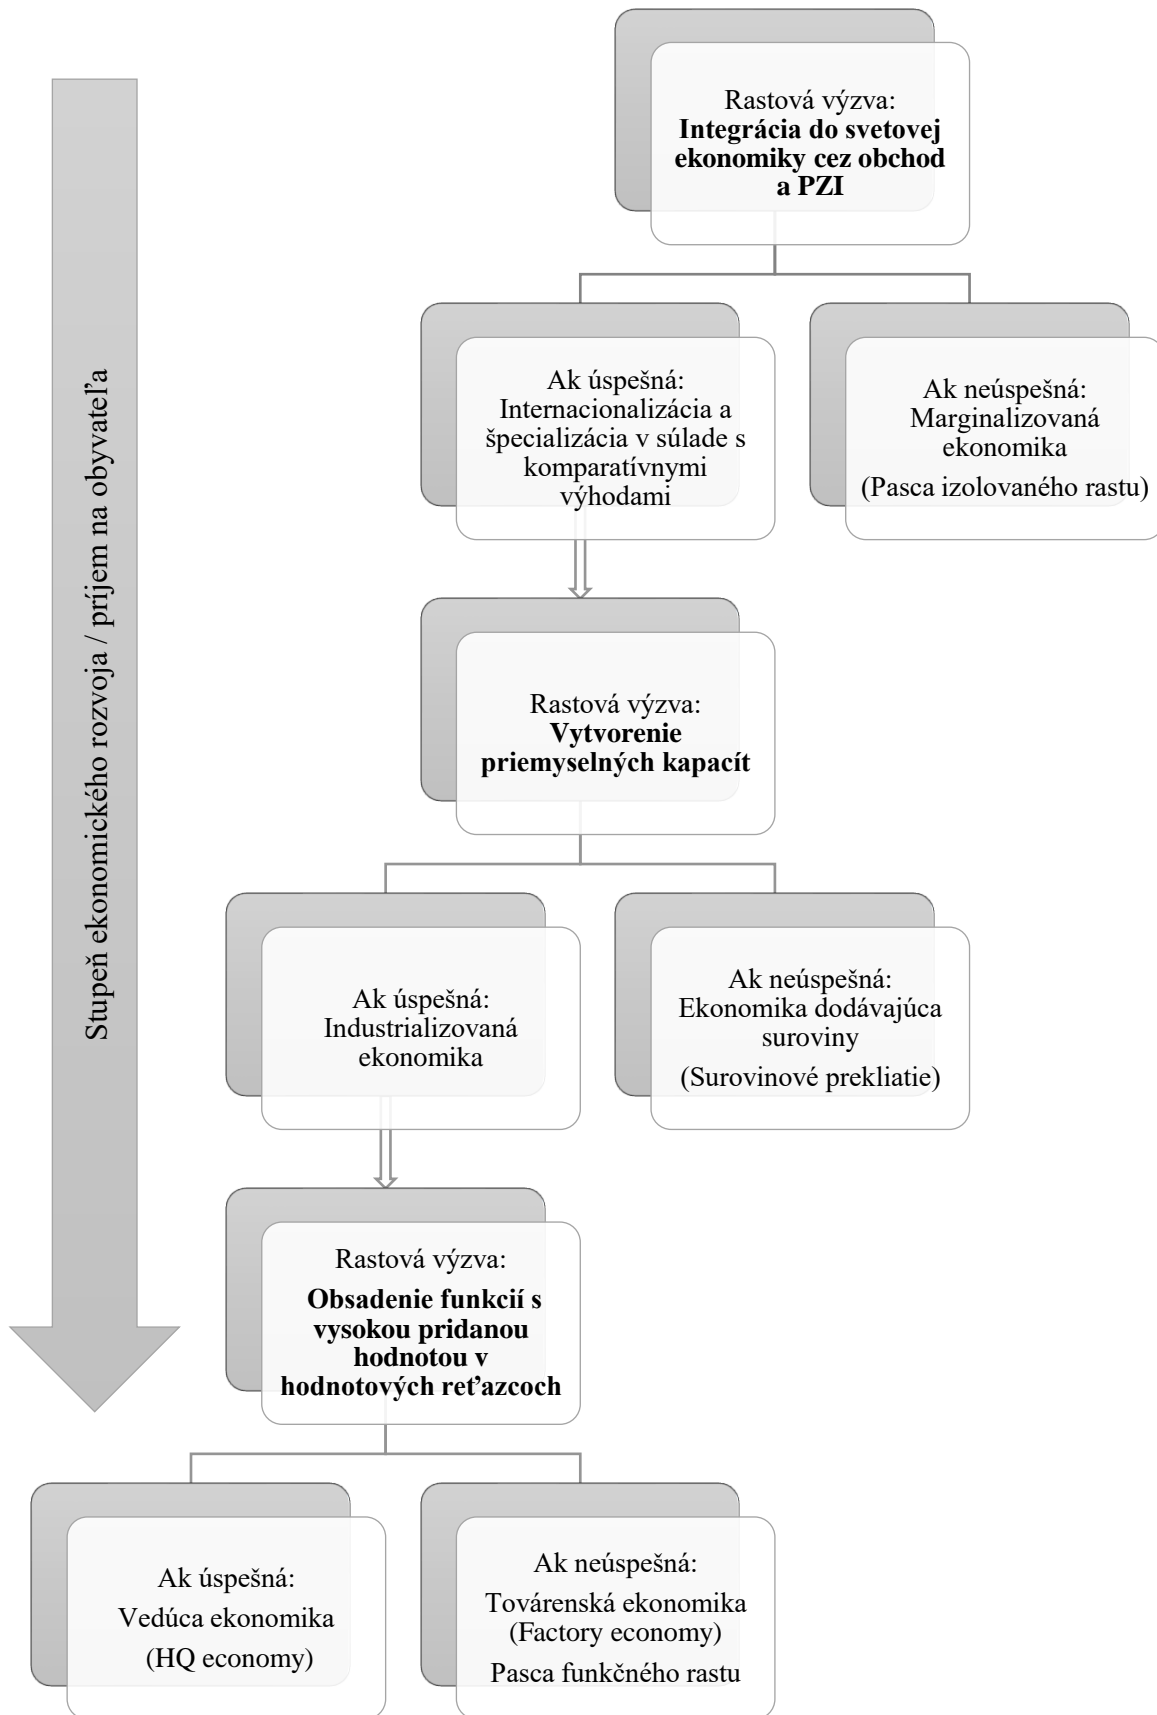 Rastová výzva:
Integrácia do svetovej
ekonomiky cez obchod
a PZI
Stupeň ekonomického rozvoja / príjem na obyvateľa
Ak úspešná:
Internacionalizácia a
špecializácia v súlade s
komparatívnymi
výhodami
Ak neúspešná:
Marginalizovaná
ekonomika
(Pasca izolovaného rastu)
Rastová výzva:
Vytvorenie
priemyselných kapacít
Ak úspešná:
Industrializovaná
ekonomika
Ak neúspešná:
Ekonomika dodávajúca
suroviny
(Surovinové prekliatie)
Rastová výzva:
Obsadenie funkcií s
vysokou pridanou
hodnotou v
hodnotových reťazcoch
Ak úspešná:
Vedúca ekonomika
(HQ economy)
Ak neúspešná:
Továrenská ekonomika
(Factory economy)
Pasca funkčného rastu